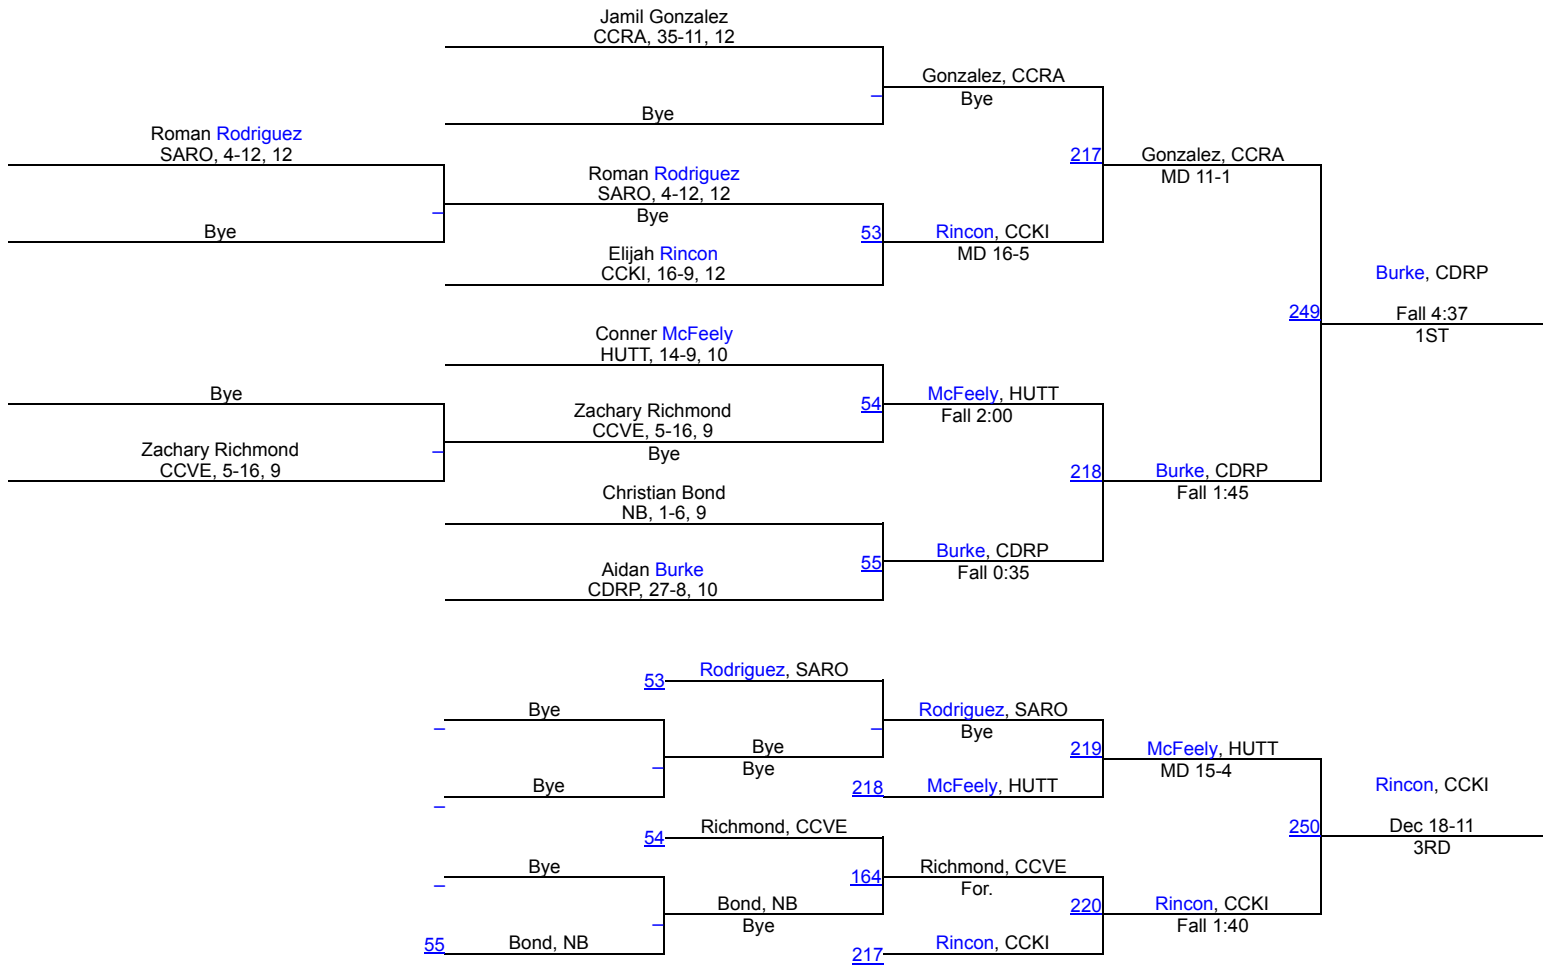 Jamil Gonzalez
CCRA, 35-11, 12
Gonzalez, CCRA
Bye
Bye
Roman Rodriguez
SARO, 4-12, 12
217
Gonzalez, CCRA
MD 11-1
Roman Rodriguez
SARO, 4-12, 12
Bye
Bye
53
Rincon, CCKI
MD 16-5
Elijah Rincon
CCKI, 16-9, 12
Burke, CDRP
249
Fall 4:37
1ST
Conner McFeely
HUTT, 14-9, 10
Bye
McFeely, HUTT
54
Fall 2:00
Zachary Richmond
CCVE, 5-16, 9
Bye
Zachary Richmond
CCVE, 5-16, 9
218
Burke, CDRP
Fall 1:45
Christian Bond
NB, 1-6, 9
Burke, CDRP
55
Fall 0:35
Aidan Burke
CDRP, 27-8, 10
53
Rodriguez, SARO
Bye
Rodriguez, SARO
Bye
Bye
Bye
219
McFeely, HUTT
MD 15-4
Bye
218
McFeely, HUTT
Rincon, CCKI
54
Richmond, CCVE
250
Dec 18-11
3RD
Bye
164
Richmond, CCVE
For.
Bond, NB
Bye
220
Rincon, CCKI
Fall 1:40
55
Bond, NB
217
Rincon, CCKI